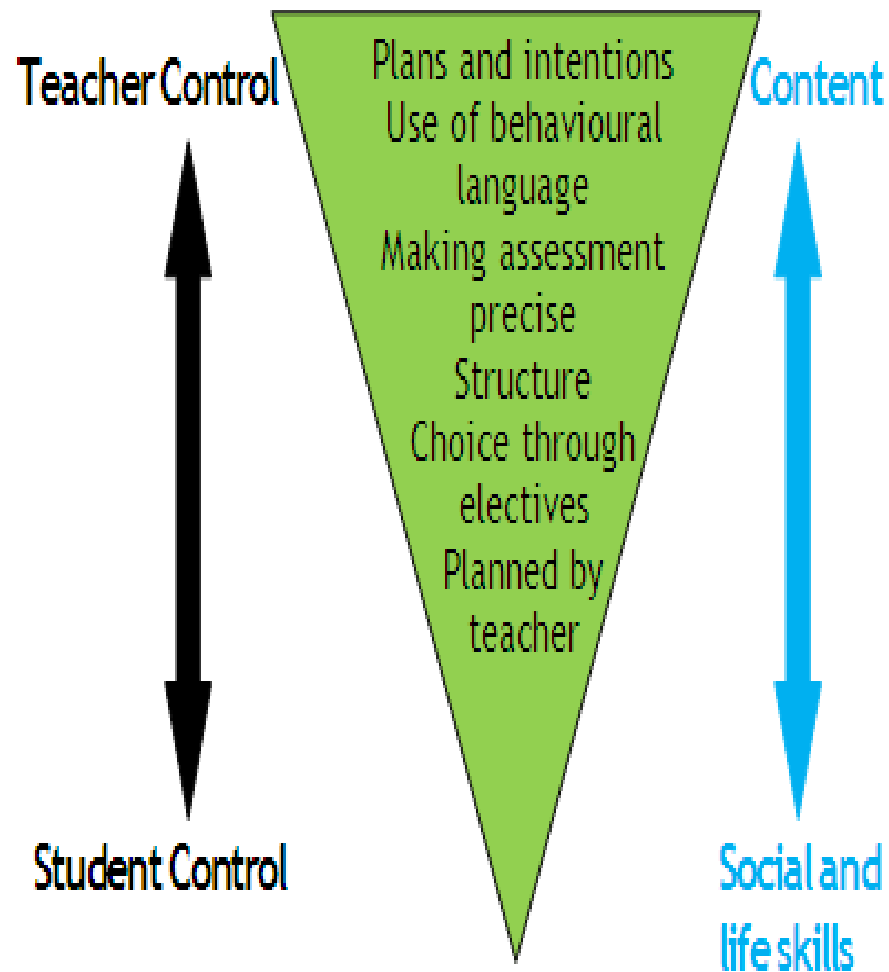 Teacher Control
Plans and intentions
Use of behavioural
language
Making assessment
precise
Structure
Choice through
electives
Planned by
teacher
Content
Student Control
Social and
life skills